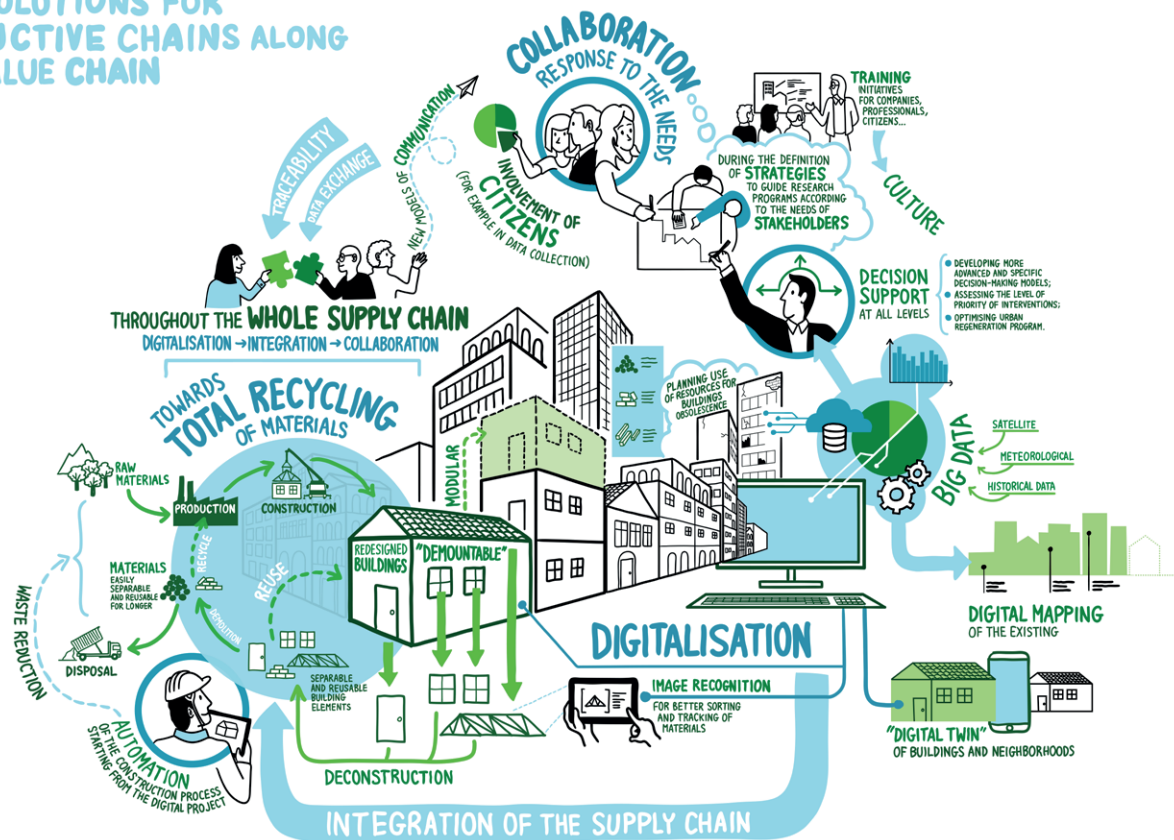 SOLUTIONS FOR
CHAINS ALONG
CHAIN
COLLABORATION
RESPONSE TO THE NEEDS
TRAINING
INITIATIVES
FOR COMPANIES,
PROFESSIONALS,
CITIZENS...
CULTURE
DURING THE DEFINITION
OF STRATEGIES
TO GUIDE RESEARCH
PROGRAMS ACCORDING
TO THE NEEDS OF
STAKEHOLDERS
NEW MODELS OF COMMUNICATION
INVOLVEMENT OF
CITIZENS
(FOR EXAMPLE IN DATA COLLECTION)
TRACEABILITY
DATA EXCHANGE
THROUGHOUT THE WHOLE SUPPLY CHAIN
DIGITALISATION → INTEGRATION → COLLABORATION
DECISION
SUPPORT
AT ALL LEVELS
• DEVELOPING MORE
ADVANCED AND SPECIFIC
DECISION-MAKING MODELS;
• ASSESSING THE LEVEL OF
PRIORITY OF INTERVENTIONS;
• OPTIMISING URBAN
REGENERATION PROGRAM.
TOWARDS
TOTAL RECYCLING
OF MATERIALS
PLANNING USE
OF RESOURCES FOR
BUILDINGS
OBSOLESCENCE
BIG DATA
SATELLITE
METEOROLOGICAL
HISTORICAL DATA
RAW
MATERIALS
PRODUCTION
CONSTRUCTION
MODULAR
REDESIGNED
BUILDINGS
"DEMOUNTABLE"
RECYCLE
REUSE
MATERIALS
EASILY
SEPARABLE
AND REUSABLE
FOR LONGER
DEMOLITION
WASTE REDUCTION
DISPOSAL
SEPARABLE
AND REUSABLE
BUILDING
ELEMENTS
AUTOMATION
OF THE CONSTRUCTION PROCESS
STARTING FROM THE DIGITAL PROJECT
DECONSTRUCTION
DIGITALISATION
IMAGE RECOGNITION
FOR BETTER SORTING
AND TRACKING OF
MATERIALS
DIGITAL MAPPING
OF THE EXISTING
"DIGITAL TWIN"
OF BUILDINGS AND NEIGHBORHOODS
INTEGRATION OF THE SUPPLY CHAIN